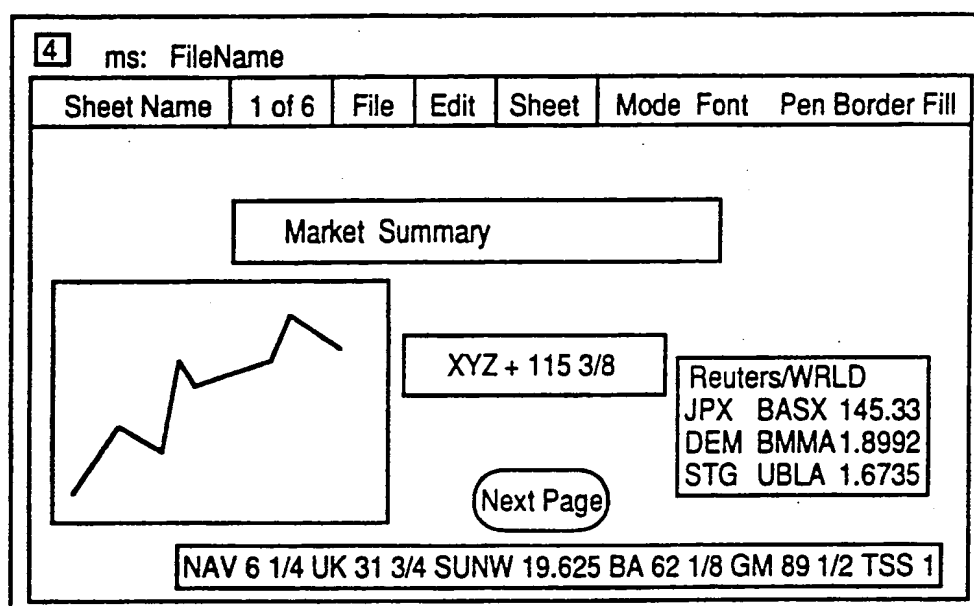 4 ms: FileName
Sheet Name 1 of 6 File Edit Sheet Mode Font Pen Border Fill
Market Summary
XYZ + 115 3/8
Reuters/WRLD
JPX BASX 145.33
DEM BMMA 1.8992
STG UBLA 1.6735
Next Page
NAV 6 1/4 UK 31 3/4 SUNW 19.625 BA 62 1/8 GM 89 1/2 TSS 1